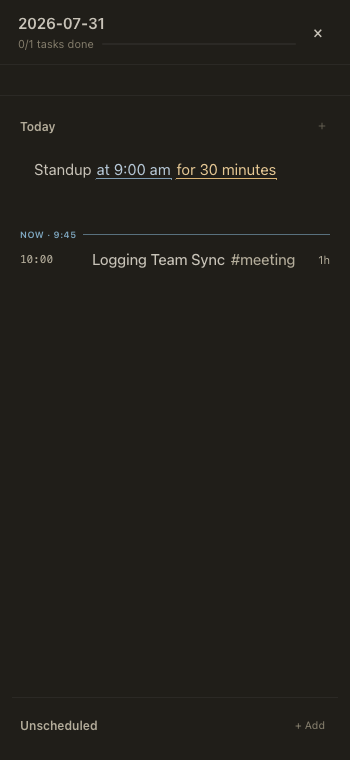 2026-07-31
×
0/1 tasks done
Today +
Standup at 9:00 am for 30 minutes
NOW · 9:45
10:00 Logging Team Sync #meeting 1h
Unscheduled + Add